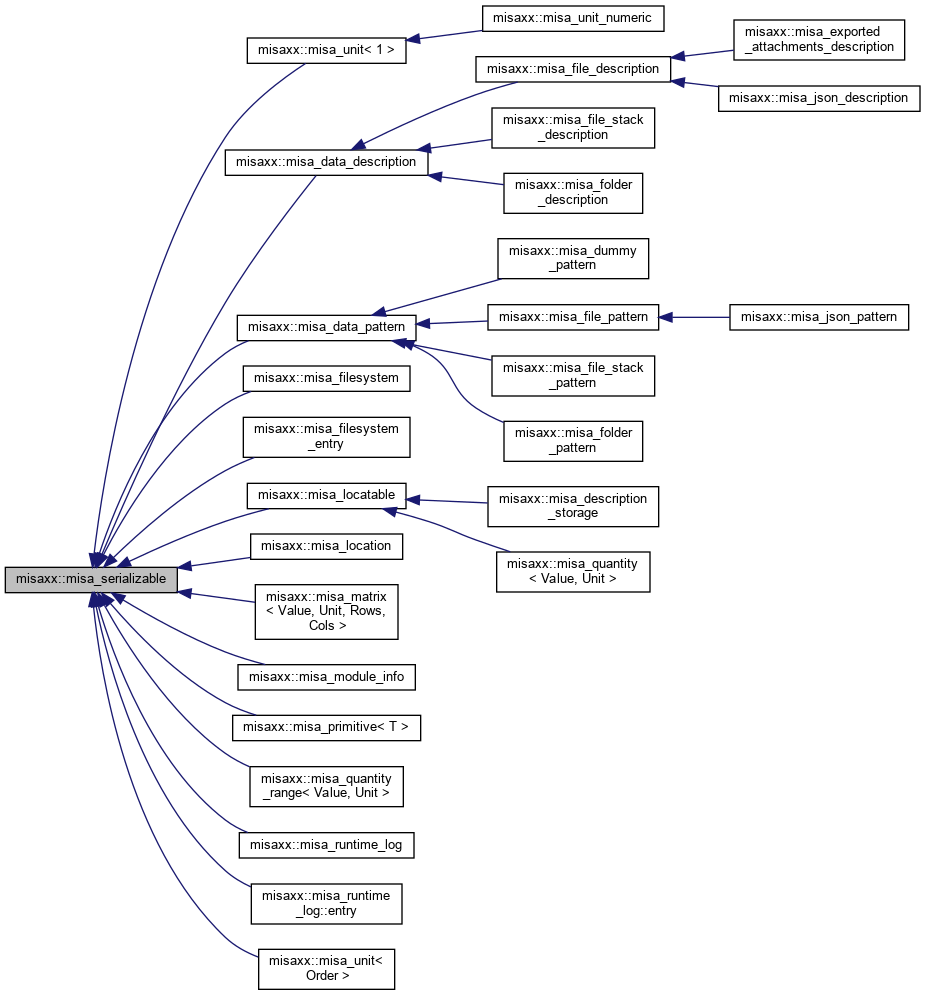 misaxx::misa_serializable
misaxx::misa_unit< 1 >
misaxx::misa_unit_numeric
misaxx::misa_data_description
misaxx::misa_file_description
misaxx::misa_exported
_attachments_description
misaxx::misa_json_description
misaxx::misa_file_stack
_description
misaxx::misa_folder
_description
misaxx::misa_data_pattern
misaxx::misa_dummy
_pattern
misaxx::misa_file_pattern
misaxx::misa_json_pattern
misaxx::misa_file_stack
_pattern
misaxx::misa_folder
_pattern
misaxx::misa_filesystem
misaxx::misa_filesystem
_entry
misaxx::misa_locatable
misaxx::misa_description
_storage
misaxx::misa_quantity
< Value, Unit >
misaxx::misa_location
misaxx::misa_matrix
< Value, Unit, Rows,
Cols >
misaxx::misa_module_info
misaxx::misa_primitive< T >
misaxx::misa_quantity
_range< Value, Unit >
misaxx::misa_runtime_log
misaxx::misa_runtime
_log::entry
misaxx::misa_unit<
Order >